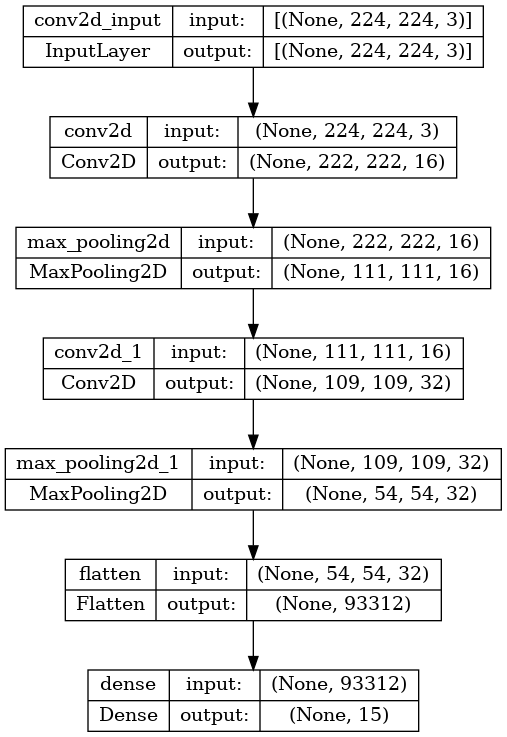 conv2d_input input: [(None, 224, 224, 3)]
InputLayer output: [(None, 224, 224, 3)]
conv2d input: (None, 224, 224, 3)
Conv2D output: (None, 222, 222, 16)
max_pooling2d input: (None, 222, 222, 16)
MaxPooling2D output: (None, 111, 111, 16)
conv2d_1 input: (None, 111, 111, 16)
Conv2D output: (None, 109, 109, 32)
max_pooling2d_1 input: (None, 109, 109, 32)
MaxPooling2D output: (None, 54, 54, 32)
flatten input: (None, 54, 54, 32)
Flatten output: (None, 93312)
dense input: (None, 93312)
Dense output: (None, 15)